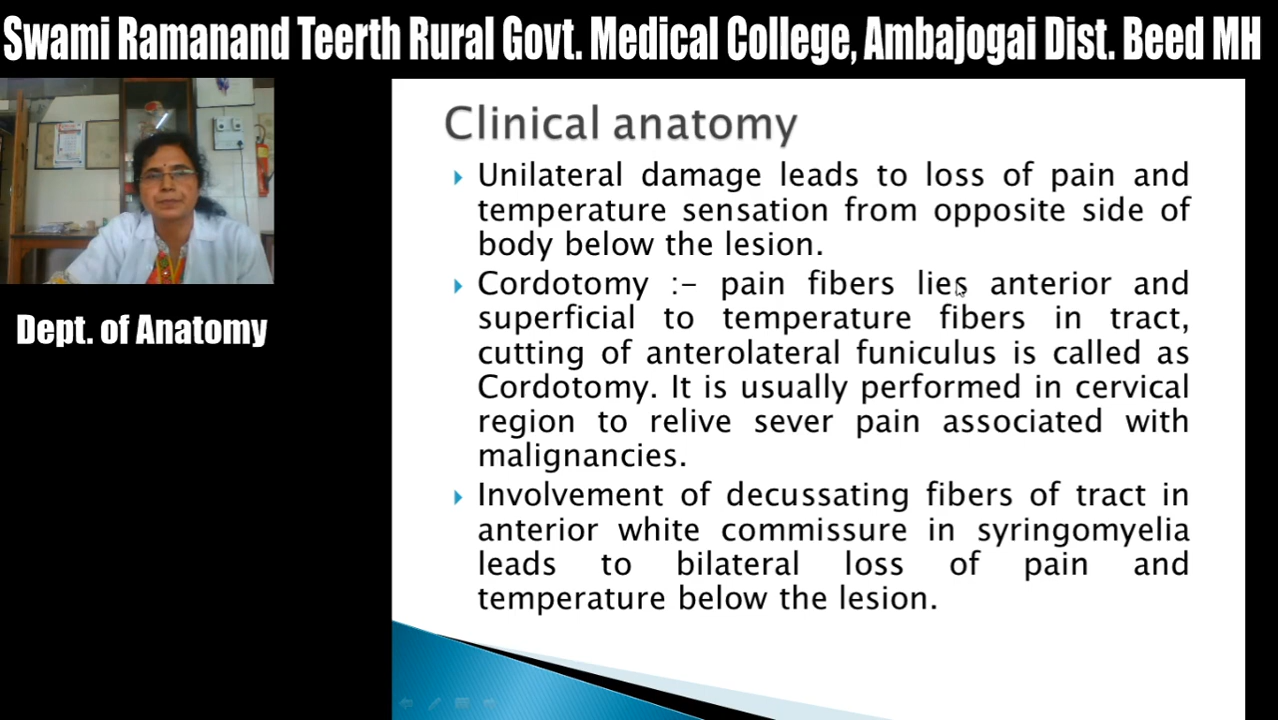 Swami Ramanand Teerth Rural Govt. Medical College, Ambajogai Dist. Beed MH
Dept. of Anatomy
Clinical anatomy
Unilateral damage leads to loss of pain and
temperature sensation from opposite side of
body below the lesion.
Cordotomy :- pain fibers lies anterior and
superficial to temperature fibers in tract,
cutting of anterolateral funiculus is called as
Cordotomy. It is usually performed in cervical
region to relive sever pain associated with
malignancies.
Involvement of decussating fibers of tract in
anterior white commissure in syringomyelia
leads to bilateral loss of pain and
temperature below the lesion.